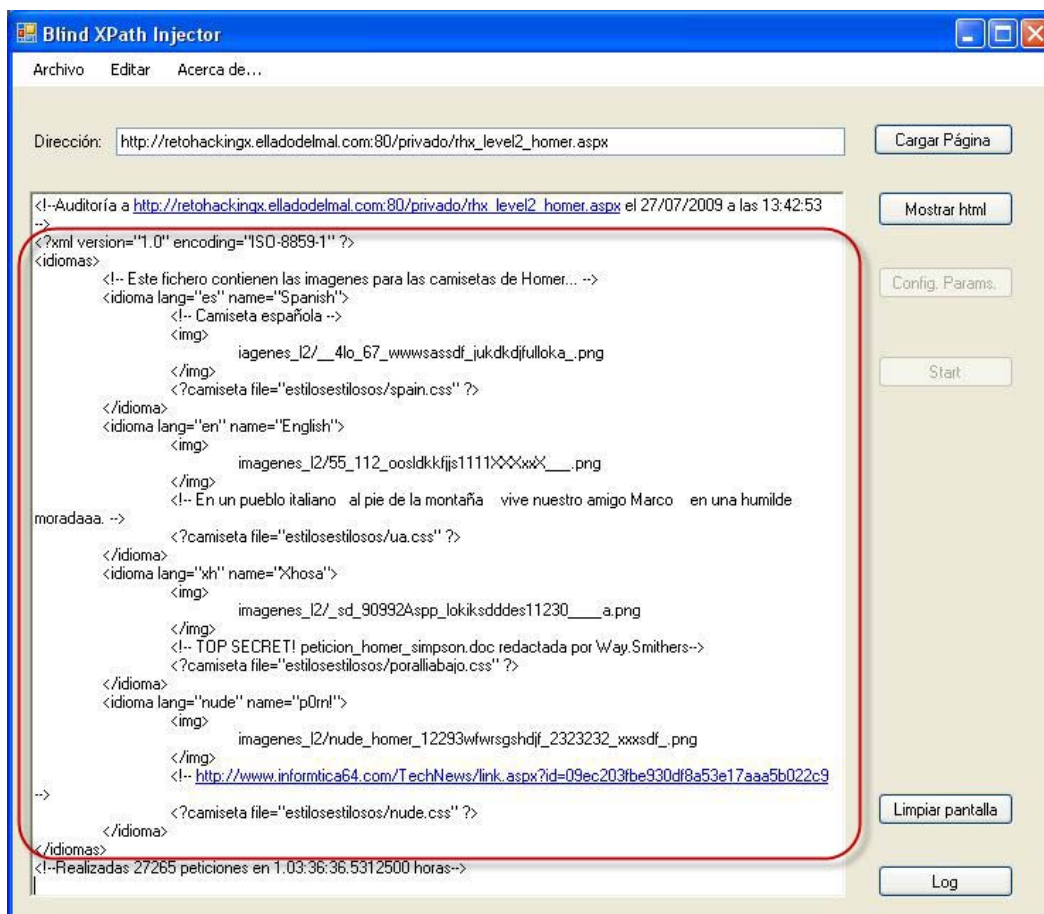 Blind XPath Injector
Archivo Editar Acerca de...
Dirección: http://retohackingx.elladodelmal.com:80/privado/rhx_level2_homer.aspx Cargar Página
<!--Auditoría a http://retohackingx.elladodelmal.com:80/privado/rhx_level2_homer.aspx el 27/07/2009 a las 13:42:53
-->
Mostrar html
<?xml version="1.0" encoding="ISO-8859-1" ?>
<idiomas>
<!-- Este fichero contienen las imagenes para las camisetas de Homer... -->
Config. Params.
<idioma lang="es" name="Spanish">
<!-- Camiseta española -->
<img>
iagenes_l2/__4lo_67_wwwsassdf_jukdkdjfulloka_.png
</img>
Start
<?camiseta file="estilosestilosos/spain.css" ?>
</idioma>
<idioma lang="en" name="English">
<img>
imagenes_l2/55_112_oosldkkfjjs1111XXXxxX___.png
</img>
<!-- En un pueblo italiano al pie de la montaña vive nuestro amigo Marco en una humilde
moradaaa. -->
<?camiseta file="estilosestilosos/ua.css" ?>
</idioma>
<idioma lang="xh" name="Xhosa">
<img>
imagenes_l2/_sd_90992Aspp_lokiksdddes11230____a.png
</img>
<!-- TOP SECRET! peticion_homer_simpson.doc redactada por Way.Smithers-->
<?camiseta file="estilosestilosos/poralliabajo.css" ?>
</idioma>
<idioma lang="nude" name="p0rn!">
<img>
imagenes_l2/nude_homer_12293wfwrsgshdjf_2323232_xxxsdf_.png
</img>
<!-- http://www.informtica64.com/TechNews/link.aspx?id=09ec203fbe930df8a53e17aaa5b022c9
-->
<?camiseta file="estilosestilosos/nude.css" ?>
Limpiar pantalla
</idioma>
</idiomas>
<!--Realizadas 27265 peticiones en 1.03:36:36.5312500 horas-->
Log